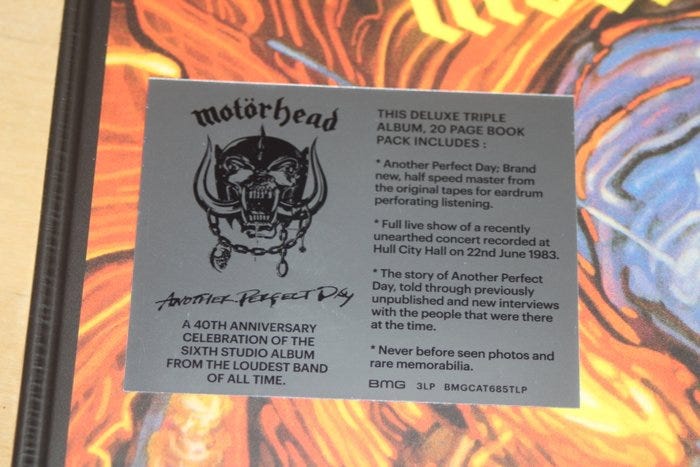 motörhead
ANOTHER PERFECT DAY
A 40TH ANNIVERSARY
CELEBRATION OF THE
SIXTH STUDIO ALBUM
FROM THE LOUDEST BAND
OF ALL TIME.
THIS DELUXE TRIPLE
ALBUM, 20 PAGE BOOK
PACK INCLUDES :
* Another Perfect Day; Brand
new, half speed master from
the original tapes for eardrum
perforating listening.
* Full live show of a recently
unearthed concert recorded at
Hull City Hall on 22nd June 1983.
* The story of Another Perfect
Day, told through previously
unpublished and new interviews
with the people that were there
at the time.
* Never before seen photos and
rare memorabilia.
BMG 3LP BMGCAT685TLP